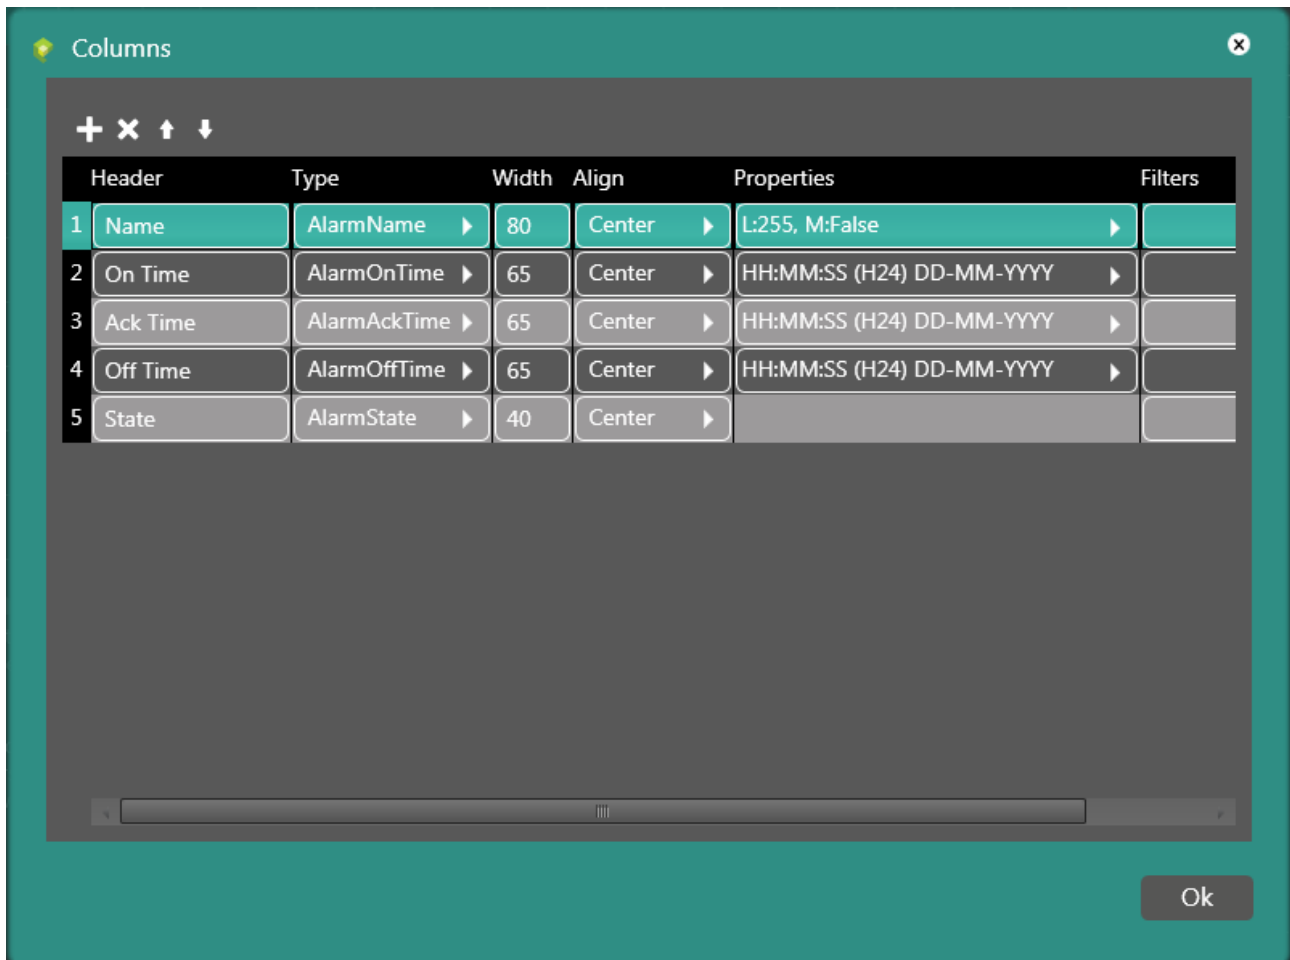 Columns
Header Type Width Align Properties Filters
1 Name AlarmName 80 Center L:255, M:False
2 On Time AlarmOnTime 65 Center HH:MM:SS (H24) DD-MM-YYYY
3 Ack Time AlarmAckTime 65 Center HH:MM:SS (H24) DD-MM-YYYY
4 Off Time AlarmOffTime 65 Center HH:MM:SS (H24) DD-MM-YYYY
5 State AlarmState 40 Center
Ok